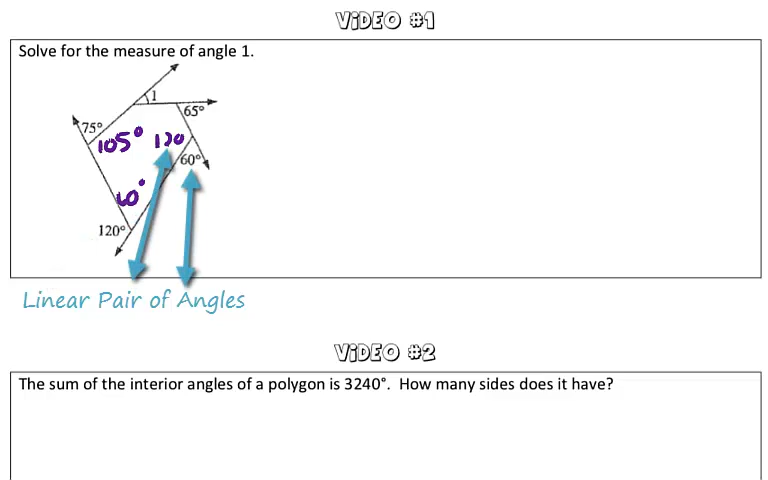 ViDEO #1
Solve for the measure of angle 1.
1
65°
75°
105° 120
60°
60°
120°
Linear Pair of Angles
ViDEO #2
The sum of the interior angles of a polygon is 3240°. How many sides does it have?